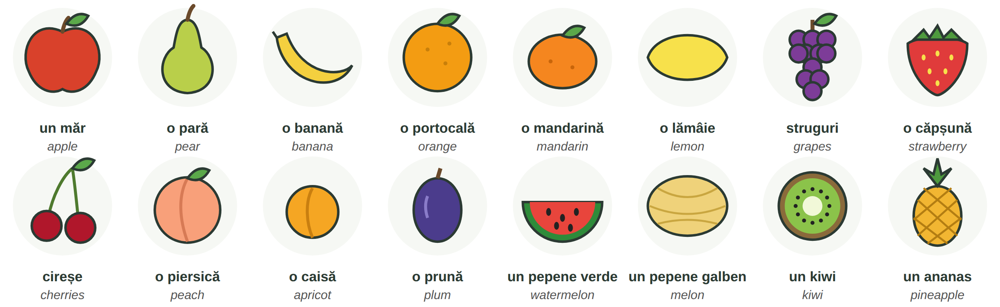 un măr
apple
o pară
pear
o banană
banana
o portocală
orange
o mandarină
mandarin
o lămâie
lemon
struguri
grapes
o căpșună
strawberry
cireșe
cherries
o piersică
peach
o caisă
apricot
o prună
plum
un pepene verde
watermelon
un pepene galben
melon
un kiwi
kiwi
un ananas
pineapple